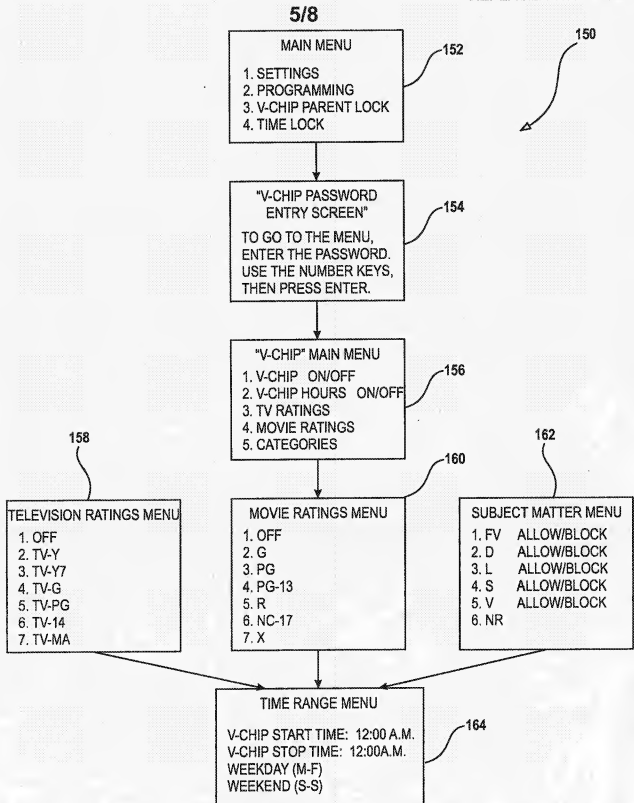 5/8
150
MAIN MENU
152
1. SETTINGS
2. PROGRAMMING
3. V-CHIP PARENT LOCK
4. TIME LOCK
"V-CHIP PASSWORD
ENTRY SCREEN"
154
TO GO TO THE MENU,
ENTER THE PASSWORD.
USE THE NUMBER KEYS,
THEN PRESS ENTER.
"V-CHIP" MAIN MENU
156
1. V-CHIP ON/OFF
2. V-CHIP HOURS ON/OFF
3. TV RATINGS
4. MOVIE RATINGS
5. CATEGORIES
158
TELEVISION RATINGS MENU
1. OFF
2. TV-Y
3. TV-Y7
4. TV-G
5. TV-PG
6. TV-14
7. TV-MA
160
MOVIE RATINGS MENU
1. OFF
2. G
3. PG
4. PG-13
5. R
6. NC-17
7. X
162
SUBJECT MATTER MENU
1. FV ALLOW/BLOCK
2. D ALLOW/BLOCK
3. L ALLOW/BLOCK
4. S ALLOW/BLOCK
5. V ALLOW/BLOCK
6. NR
TIME RANGE MENU
164
V-CHIP START TIME: 12:00 A.M.
V-CHIP STOP TIME: 12:00A.M.
WEEKDAY (M-F)
WEEKEND (S-S)